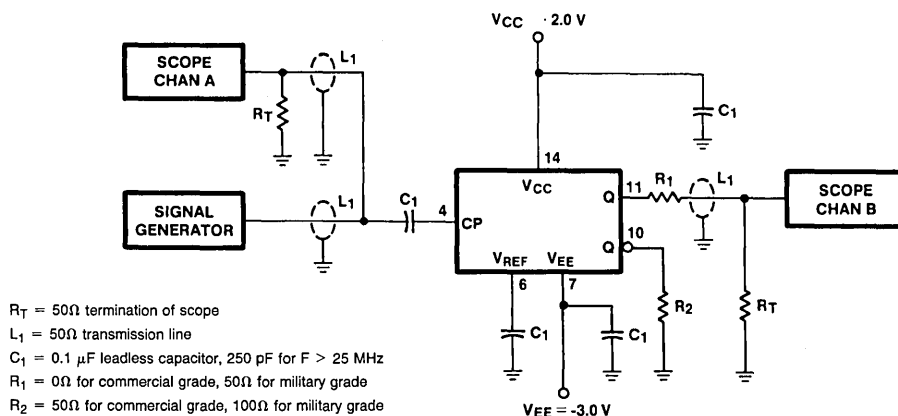 VCC · 2.0 V
SCOPE
CHAN A
L1
RT
C1
14
VCC
SIGNAL
GENERATOR
L1
C1
4
CP
Q
11
R1
L1
SCOPE
CHAN B
Q
10
VREF
VEE
6
7
C1
C1
R2
RT
VEE = -3.0 V
RT = 50Ω termination of scope
L1 = 50Ω transmission line
C1 = 0.1 μF leadless capacitor, 250 pF for F > 25 MHz
R1 = 0Ω for commercial grade, 50Ω for military grade
R2 = 50Ω for commercial grade, 100Ω for military grade